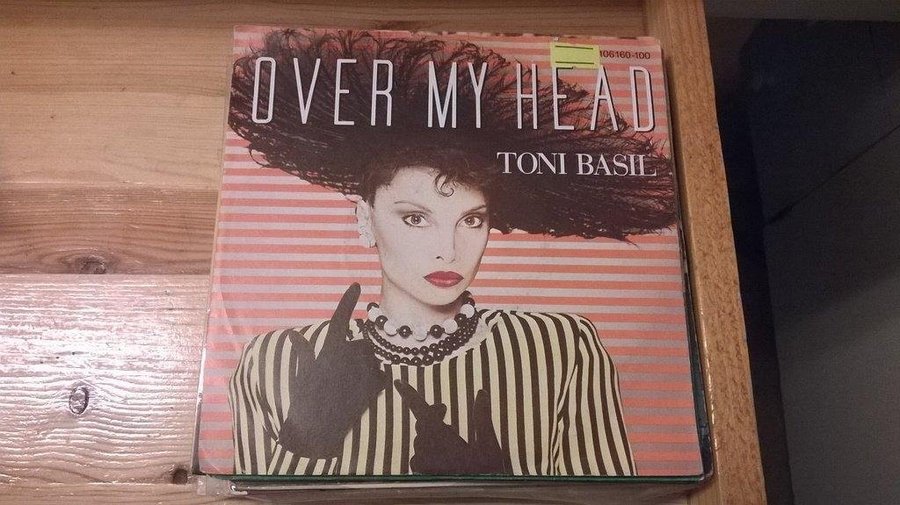 106160-100
OVER MY HEAD
TONI BASIL